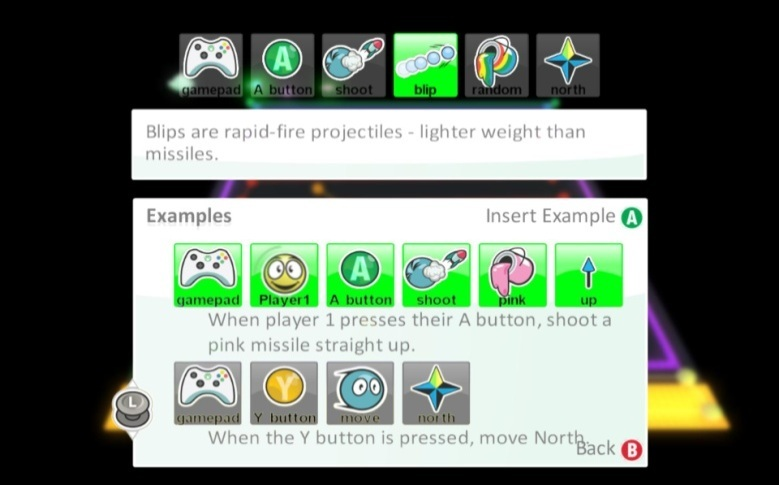 gamepad A button shoot blip random north
Blips are rapid-fire projectiles - lighter weight than
missiles.
Examples Insert Example A
gamepad Player1 A button shoot pink up
When player 1 presses their A button, shoot a
pink missile straight up.
L
gamepad Y button move north
When the Y button is pressed, move North.
Back B